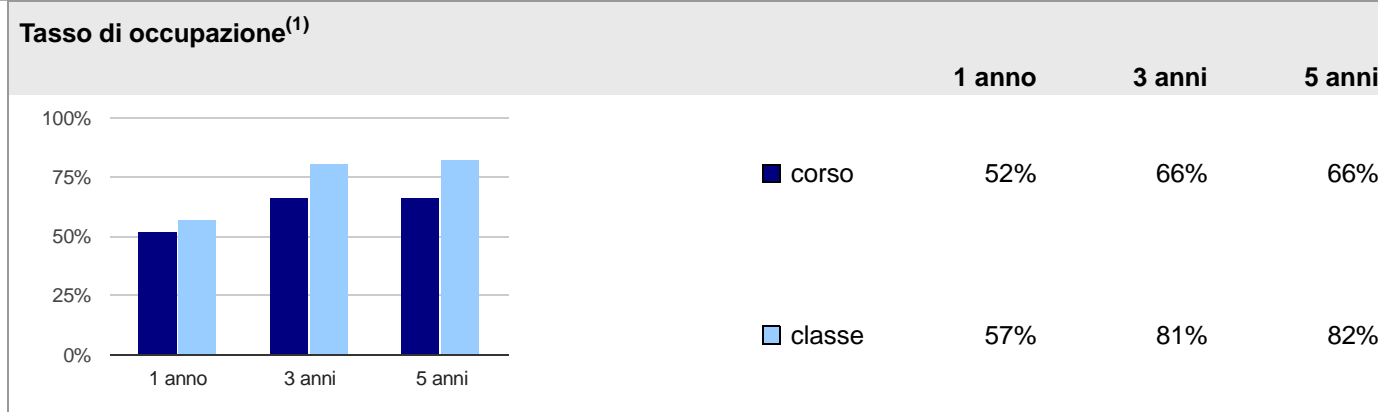 Tasso di occupazione(1)
1 anno 3 anni 5 anni
100%
75%
50%
25%
0%
1 anno 3 anni 5 anni
corso 52% 66% 66%
classe 57% 81% 82%